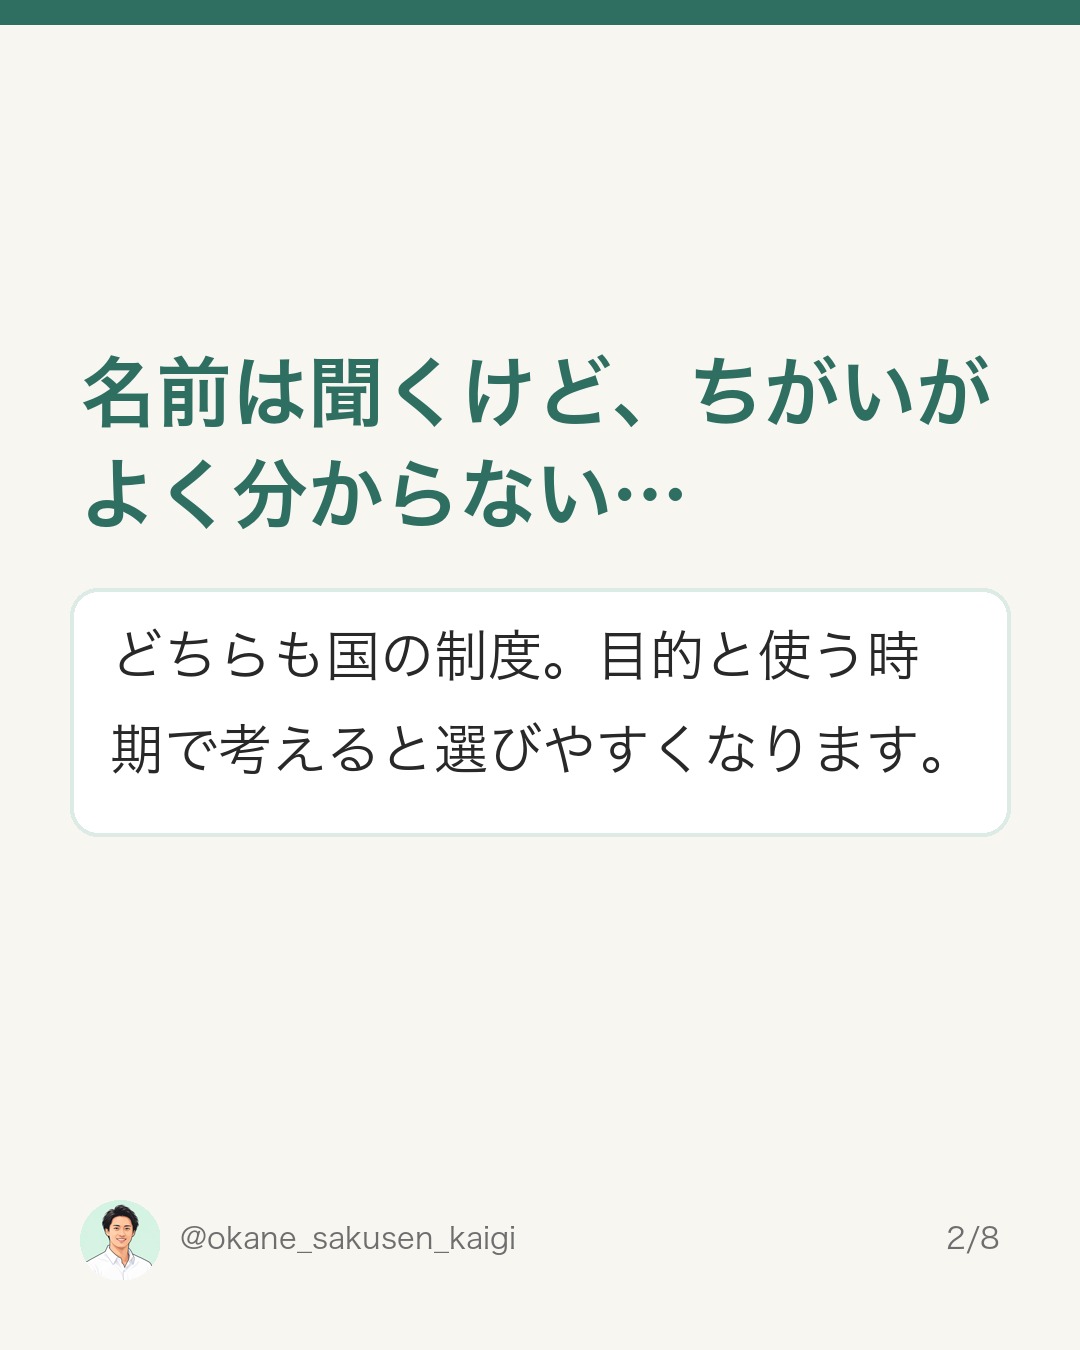 名前は聞くけど、ちがいが
よく分からない…
どちらも国の制度。目的と使う時
期で考えると選びやすくなります。
@okane_sakusen_kaigi
2/8